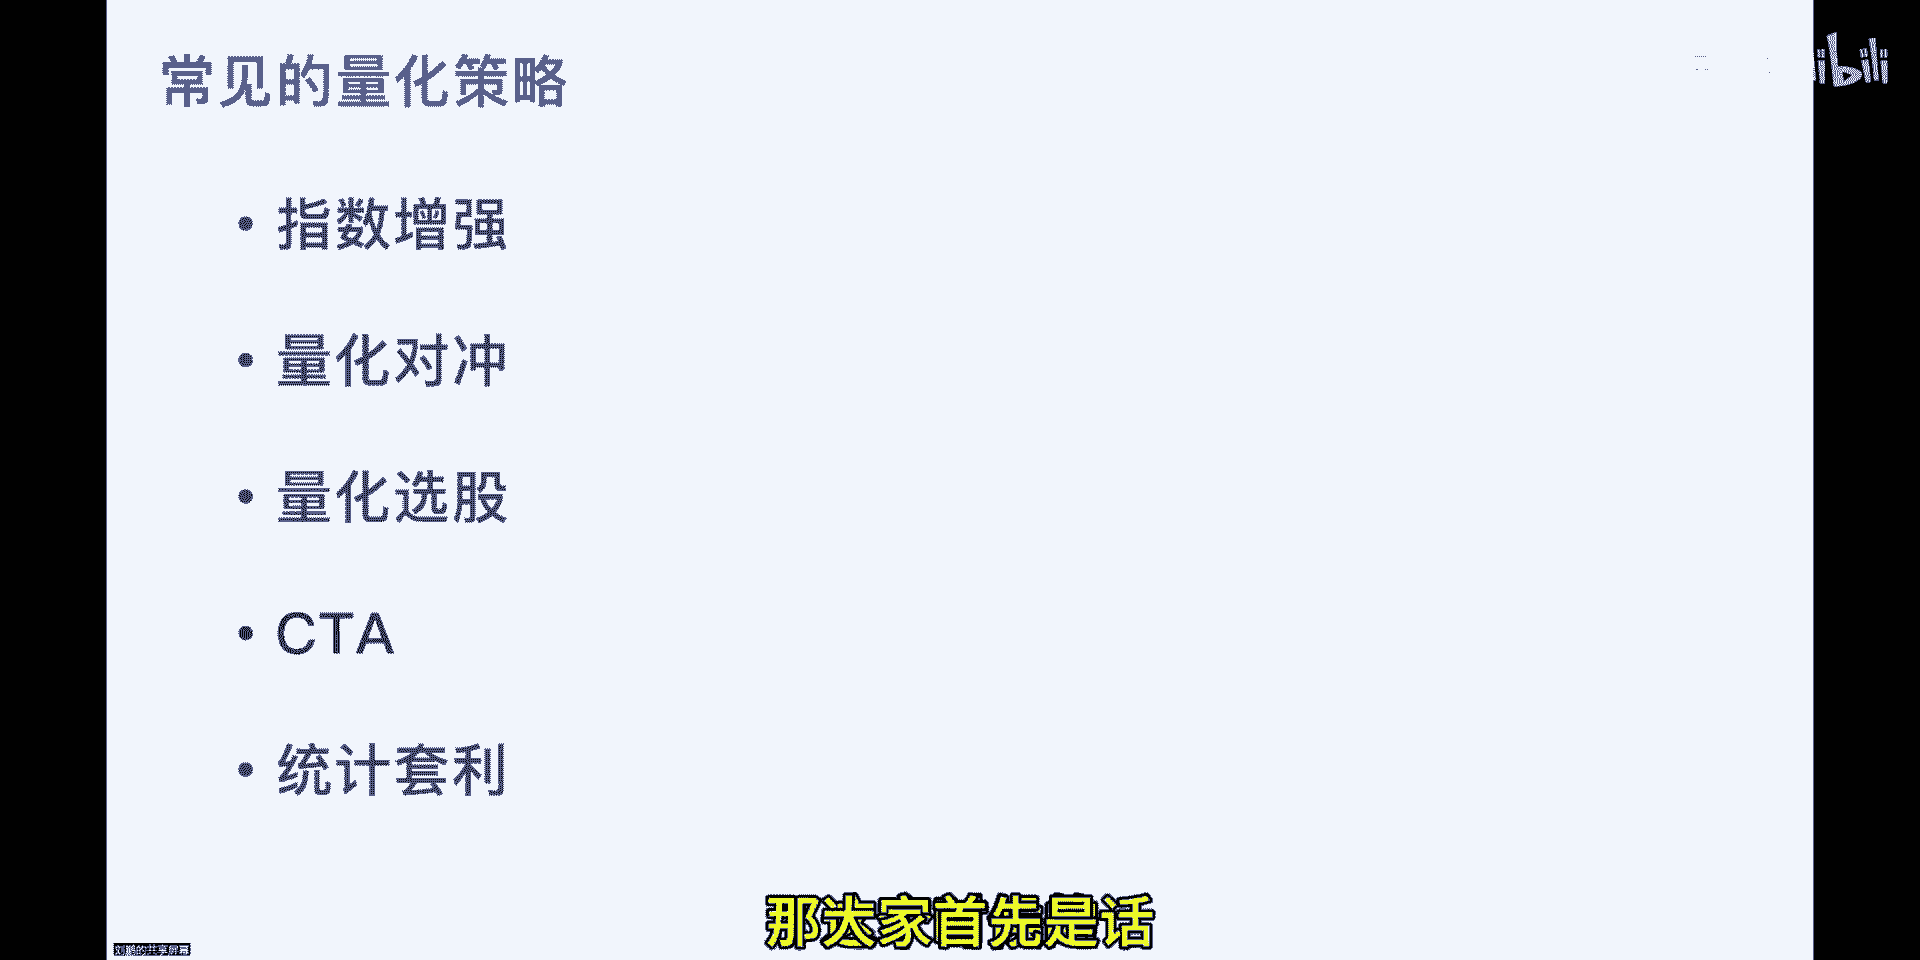 常见的量化策略
ibili
• 指数增强
• 量化对冲
• 量化选股
• CTA
• 统计套利
那大家首先是话
刘鹏的共享屏幕